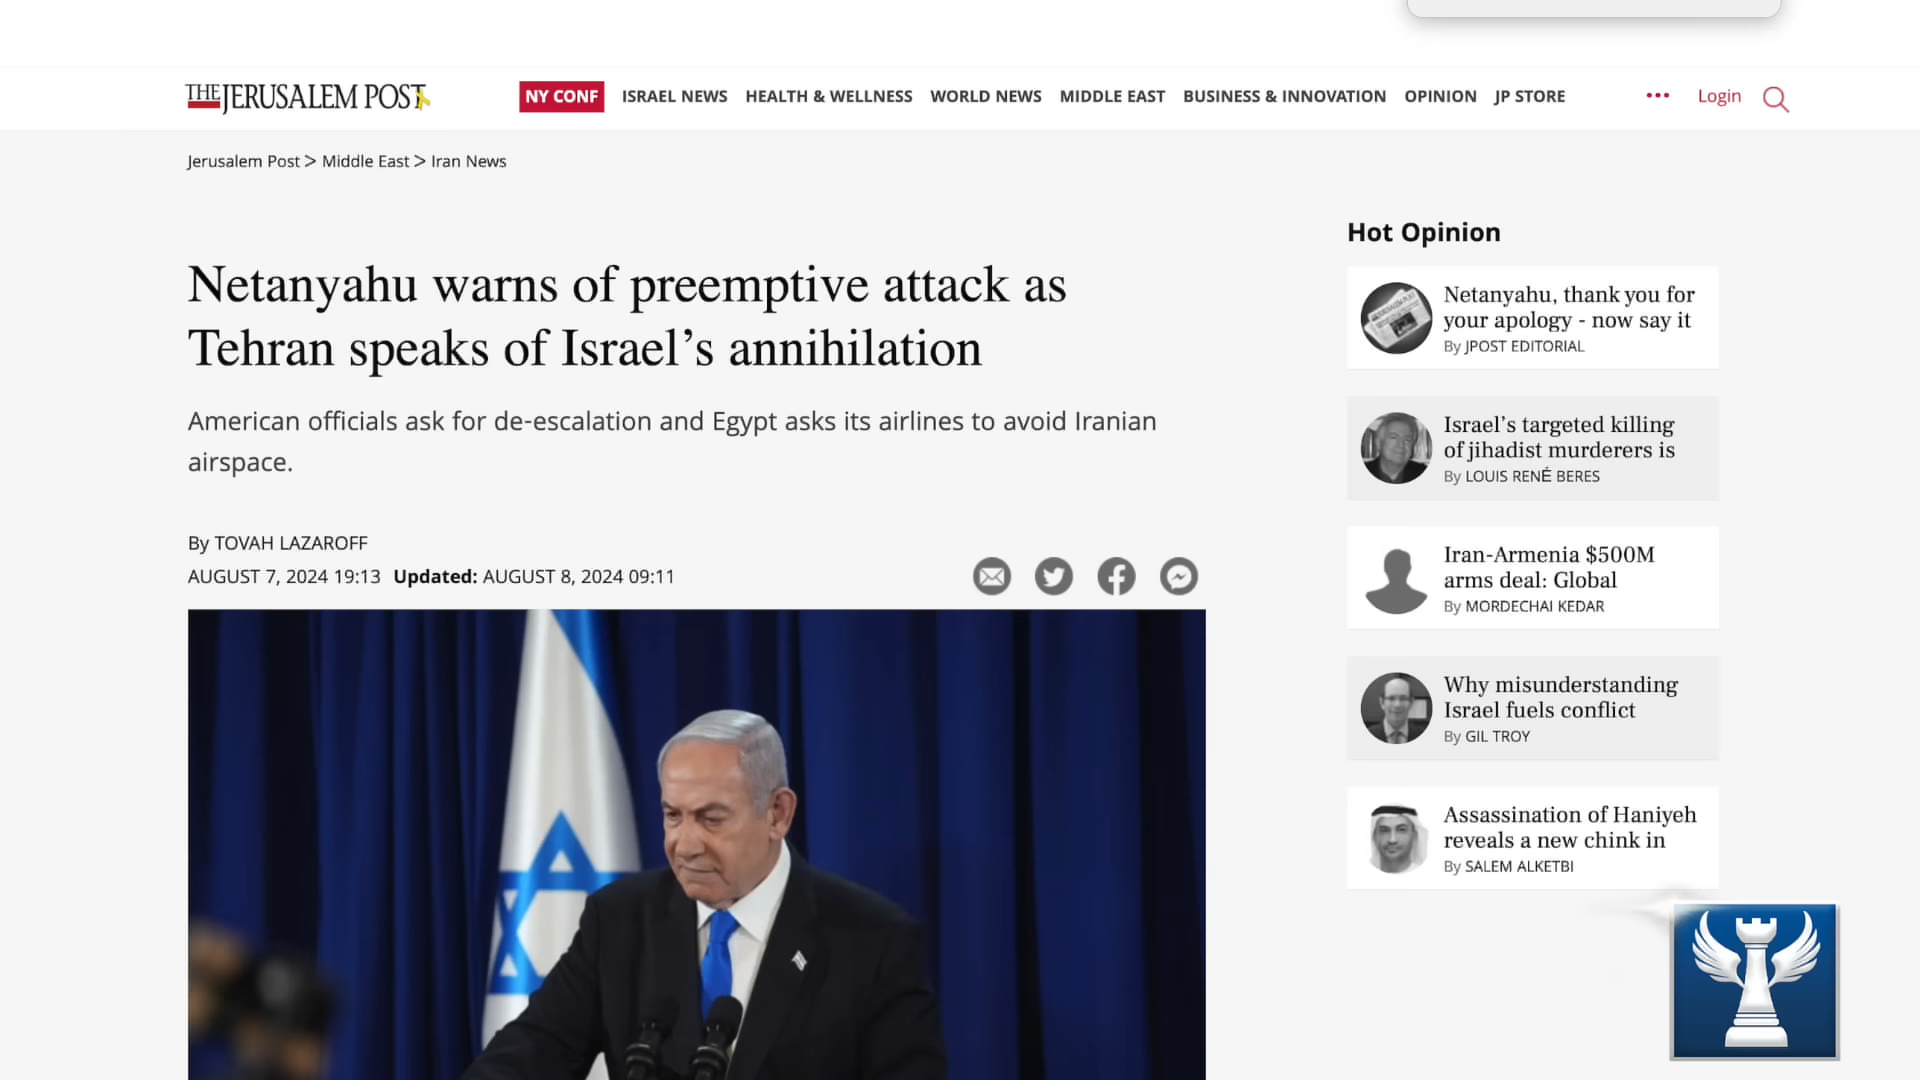 THE JERUSALEM POST
NY CONF ISRAEL NEWS HEALTH & WELLNESS WORLD NEWS MIDDLE EAST BUSINESS & INNOVATION OPINION JP STORE ••• Login
Jerusalem Post > Middle East > Iran News
Netanyahu warns of preemptive attack as
Tehran speaks of Israel’s annihilation
American officials ask for de-escalation and Egypt asks its airlines to avoid Iranian
airspace.
By TOVAH LAZAROFF
AUGUST 7, 2024 19:13 Updated: AUGUST 8, 2024 09:11
Hot Opinion
Netanyahu, thank you for
your apology - now say it
By JPOST EDITORIAL
Israel’s targeted killing
of jihadist murderers is
By LOUIS RENÉ BERES
Iran-Armenia $500M
arms deal: Global
By MORDECHAI KEDAR
Why misunderstanding
Israel fuels conflict
By GIL TROY
Assassination of Haniyeh
reveals a new chink in
By SALEM ALKETBI